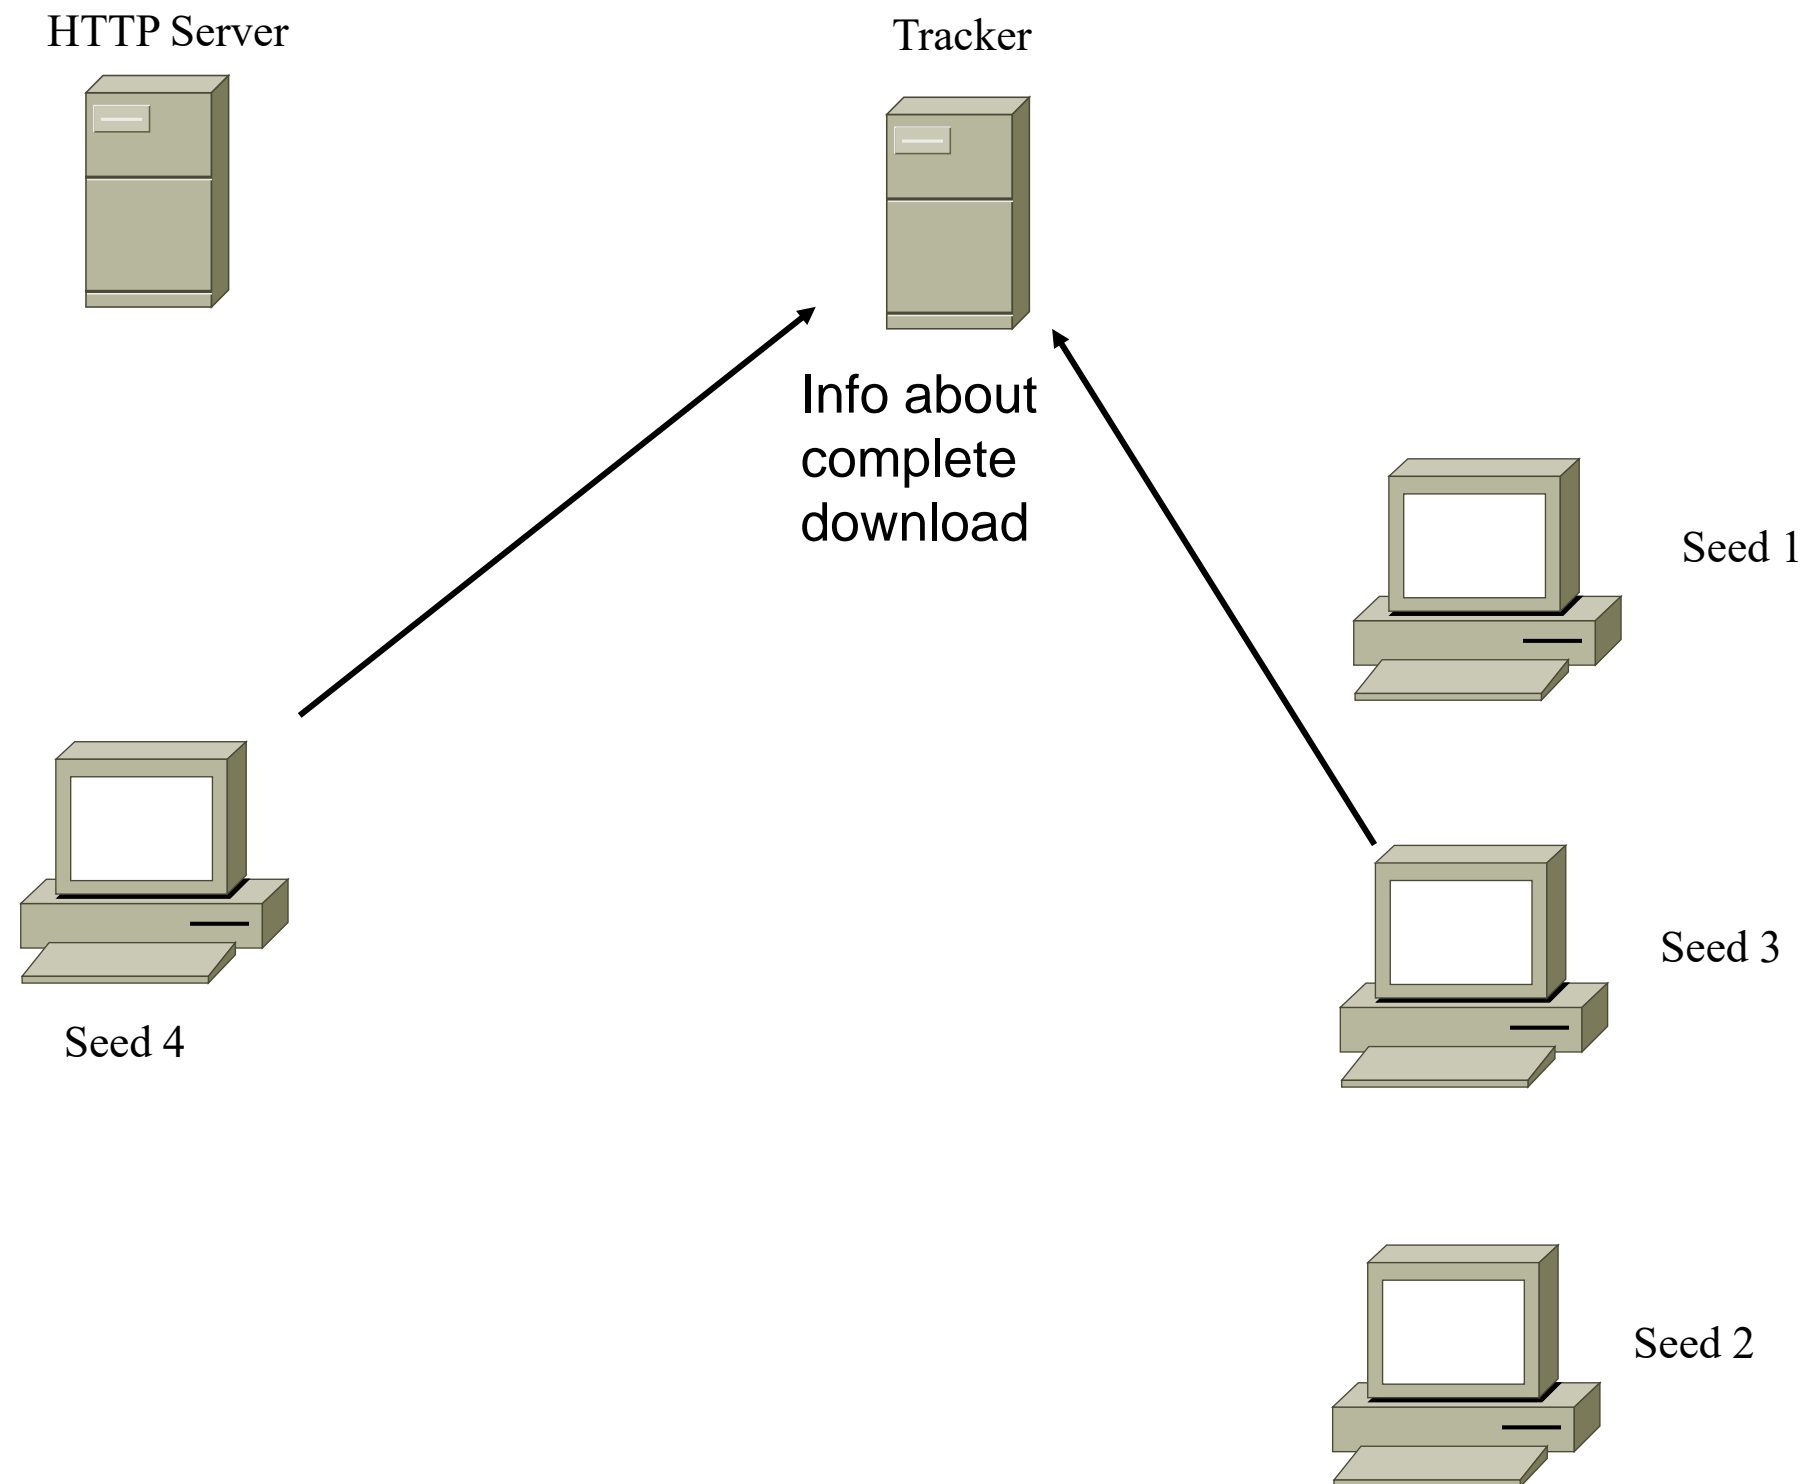 HTTP Server
Tracker
Info about
complete
download
Seed 1
Seed 3
Seed 4
Seed 2